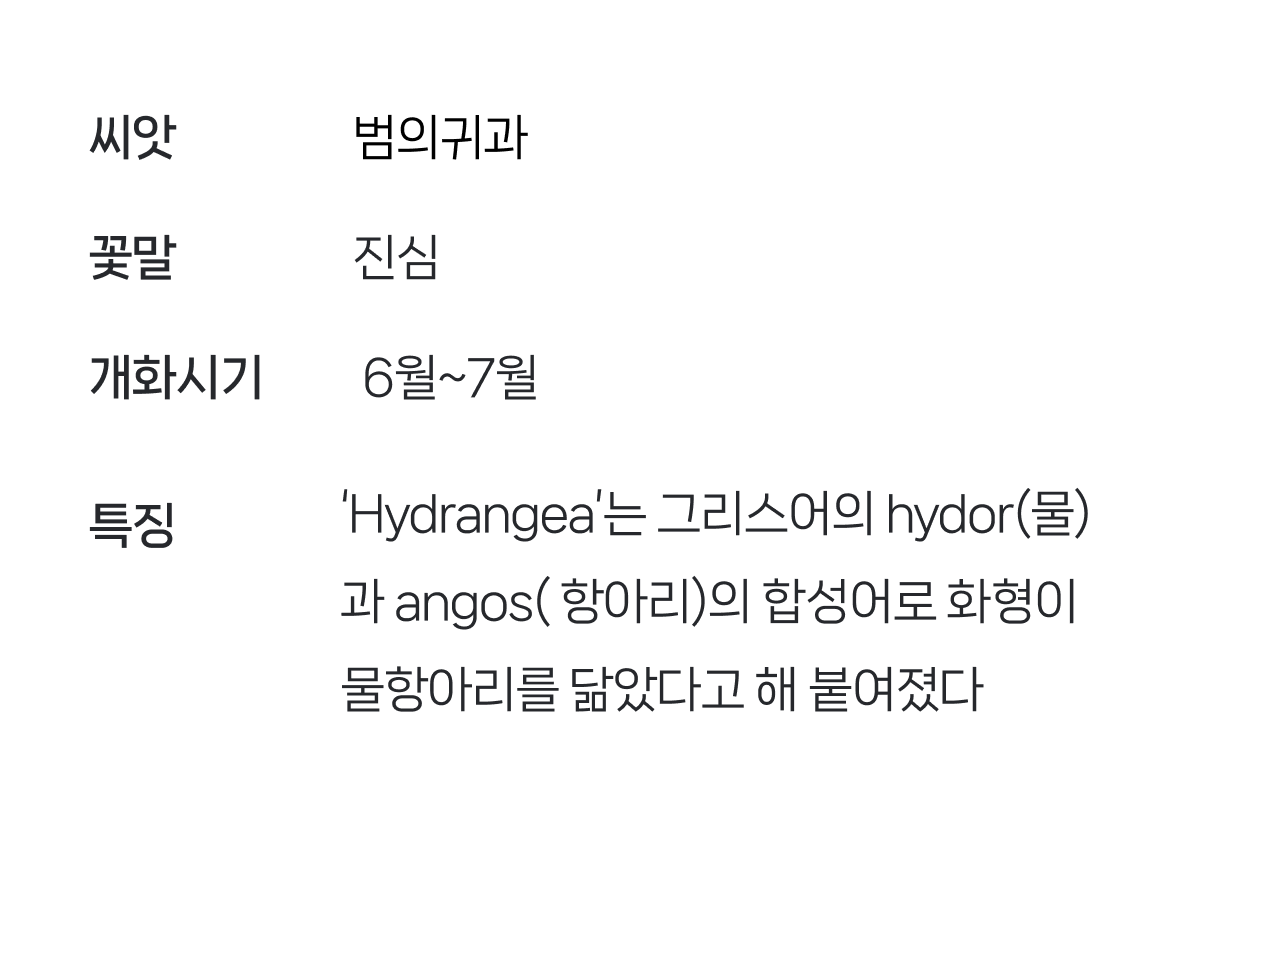 씨앗 범의귀과
꽃말 진심
개화시기 6월~7월
특징 'Hydrangea'는 그리스어의 hydor(물)
과 angos( 항아리)의 합성어로 화형이
물항아리를 닮았다고 해 붙여졌다